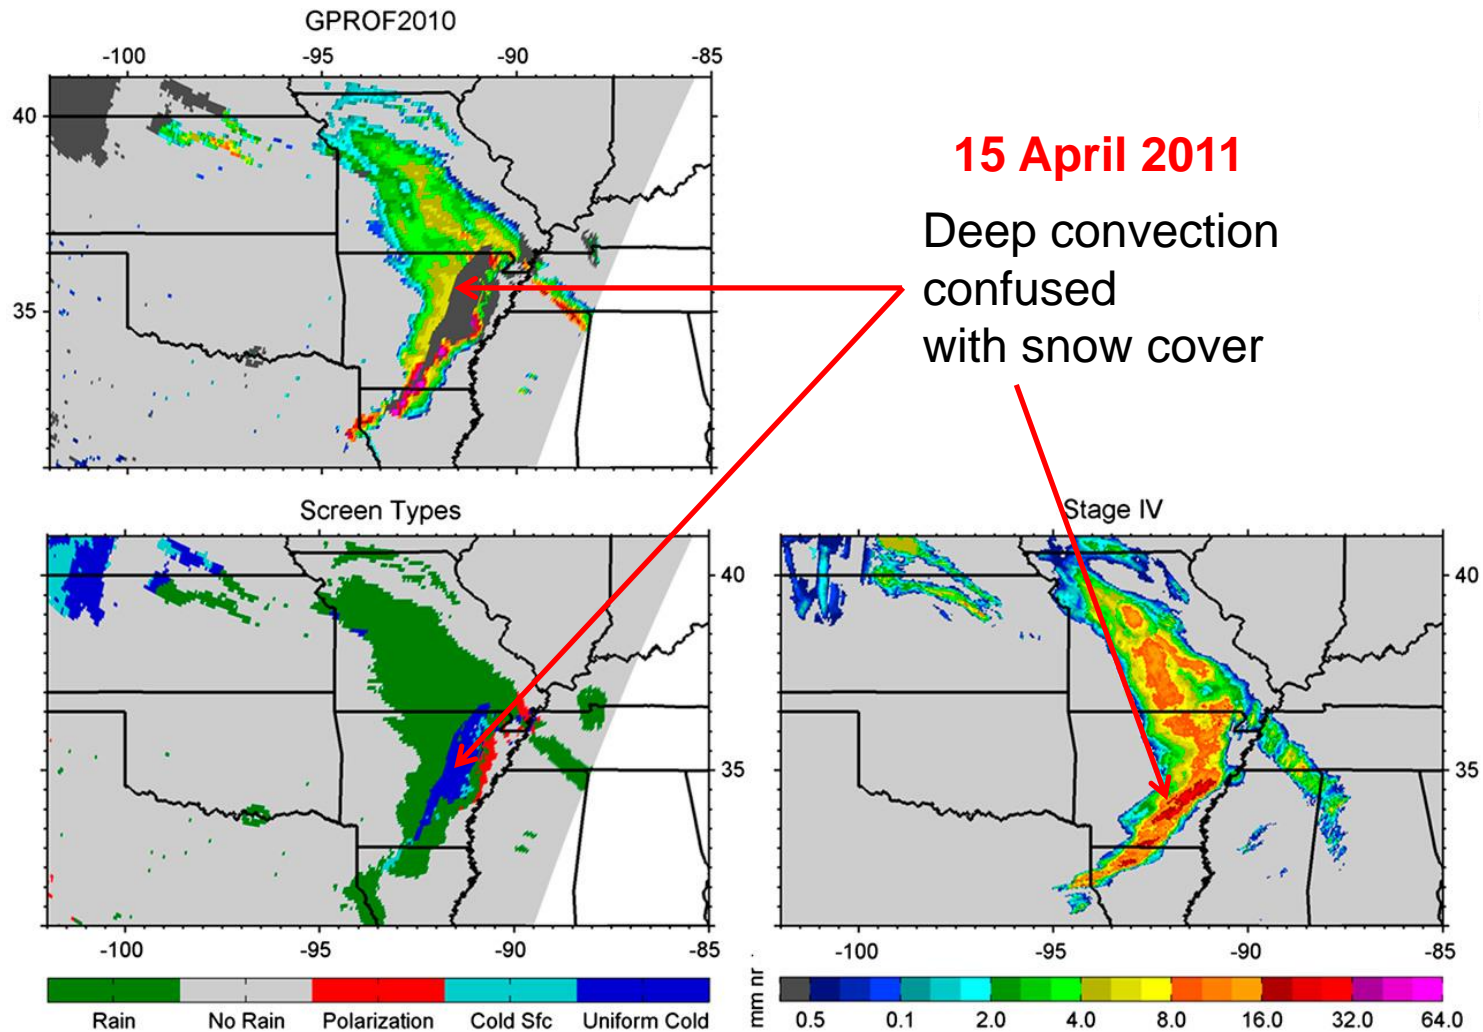 GPROF2010
-100 -95 -90 -85
40
35
15 April 2011
Deep convection
confused
with snow cover
Screen Types
-100 -95 -90 -85
Rain No Rain Polarization Cold Sfc Uniform Cold
Stage IV
40
35
-100 -95 -90 -85
mm
0.5 0.1 2.0 4.0 8.0 16.0 32.0 64.0